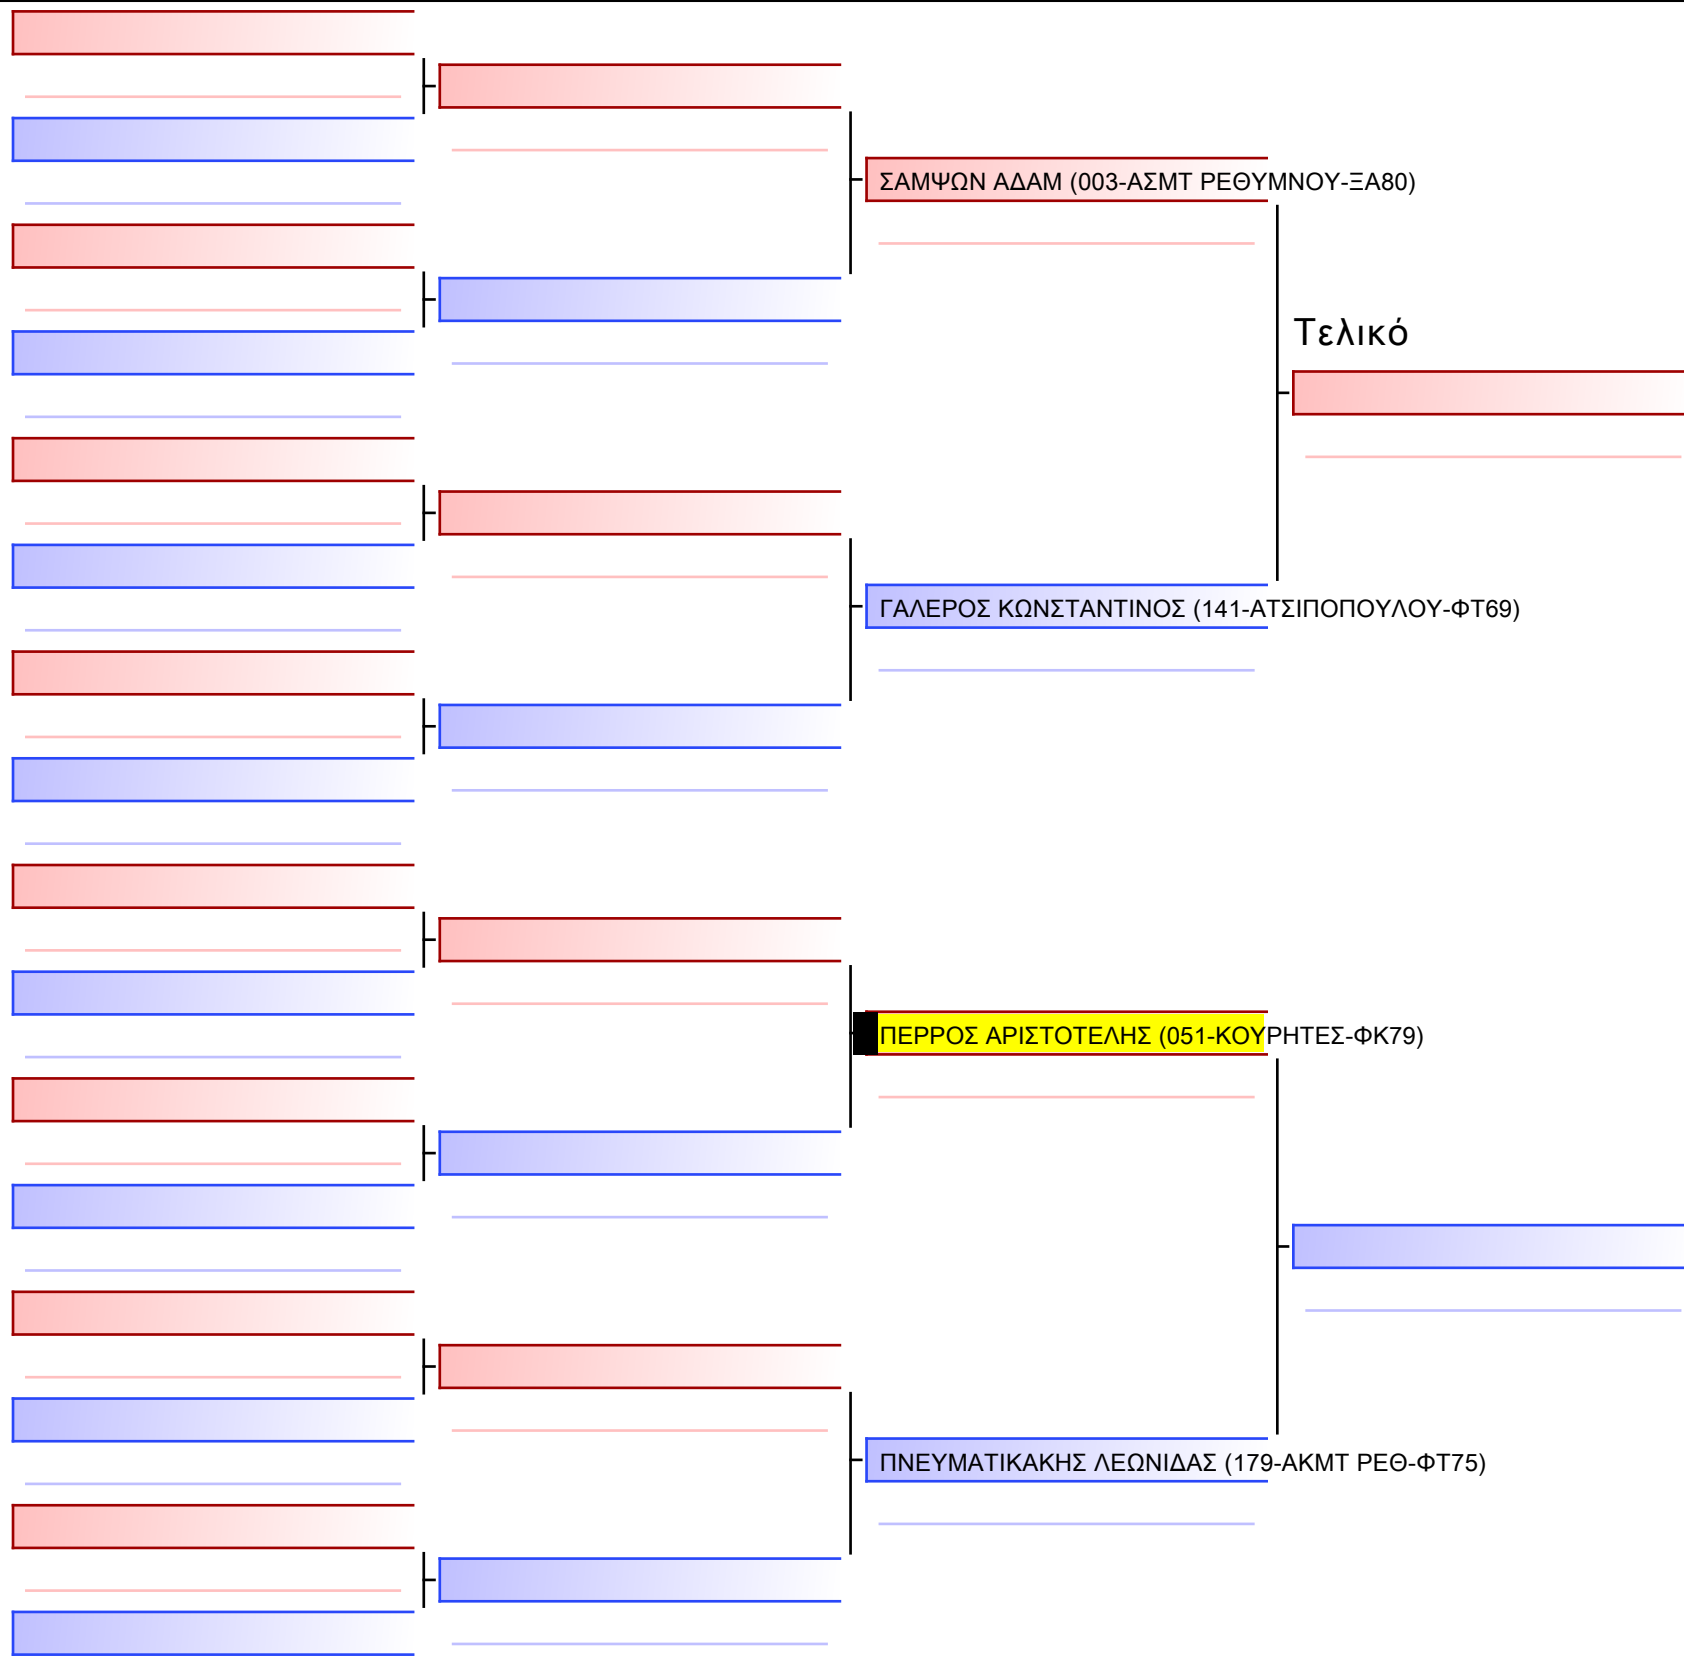 ΣΑΜΨΩΝ ΑΔΑΜ (003-ΑΣΜΤ ΡΕΘΥΜΝΟΥ-ΞΑ80)
Τελικό
ΓΑΛΕΡΟΣ ΚΩΝΣΤΑΝΤΙΝΟΣ (141-ΑΤΣΙΠΟΠΟΥΛΟΥ-ΦΤ69)
ΠΕΡΡΟΣ ΑΡΙΣΤΟΤΕΛΗΣ (051-ΚΟΥΡΗΤΕΣ-ΦΚ79)
ΠΝΕΥΜΑΤΙΚΑΚΗΣ ΛΕΩΝΙΔΑΣ (179-ΑΚΜΤ ΡΕΘ-ΦΤ75)